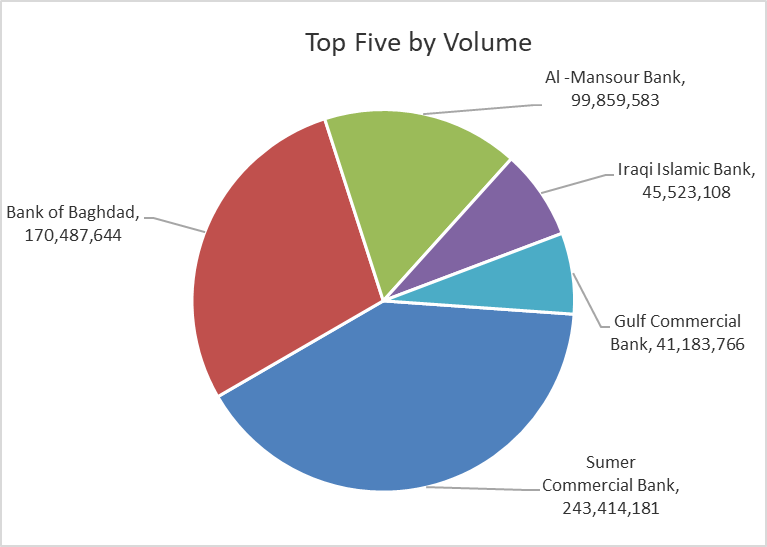 Top Five by Volume
Al -Mansour Bank,
99,859,583
Iraqi Islamic Bank,
45,523,108
Bank of Baghdad,
170,487,644
Gulf Commercial
Bank, 41,183,766
Sumer
Commercial Bank,
243,414,181